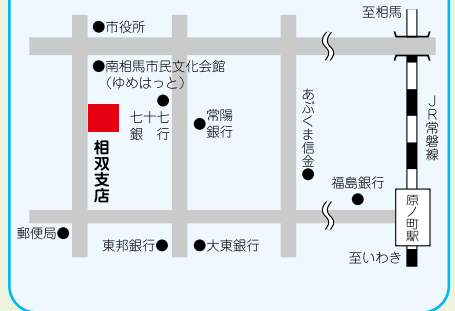 至相馬
市役所
南相馬市民文化会館
（ゆめはっと）
七十七
銀　行
常陽
銀行
あぶくま信金
JR常磐線
相双支店
福島銀行
原ノ町駅
郵便局
東邦銀行
大東銀行
至いわき